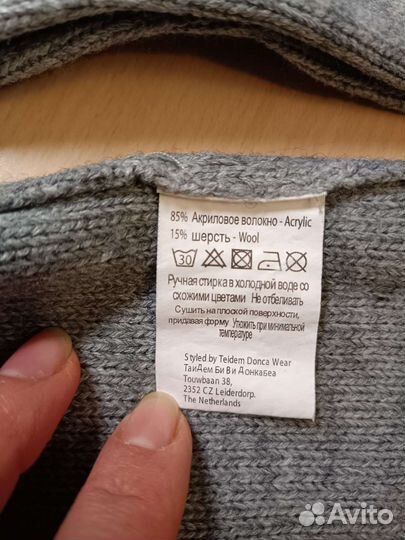 85% Акриловое волокно - Acrylic
15% шерсть - Wool
30
Ручная стирка в холодной воде со
схожими цветами Не отбеливать
Сушить на плоской поверхности,
придавая форму Утюжить при минимальной
температуре
Styled by Teidem Donca Wear
ТаиДем Би Ви Донкабеа
Touwbaan 38,
2352 CZ Leiderdorp.
The Netherlands
Avito